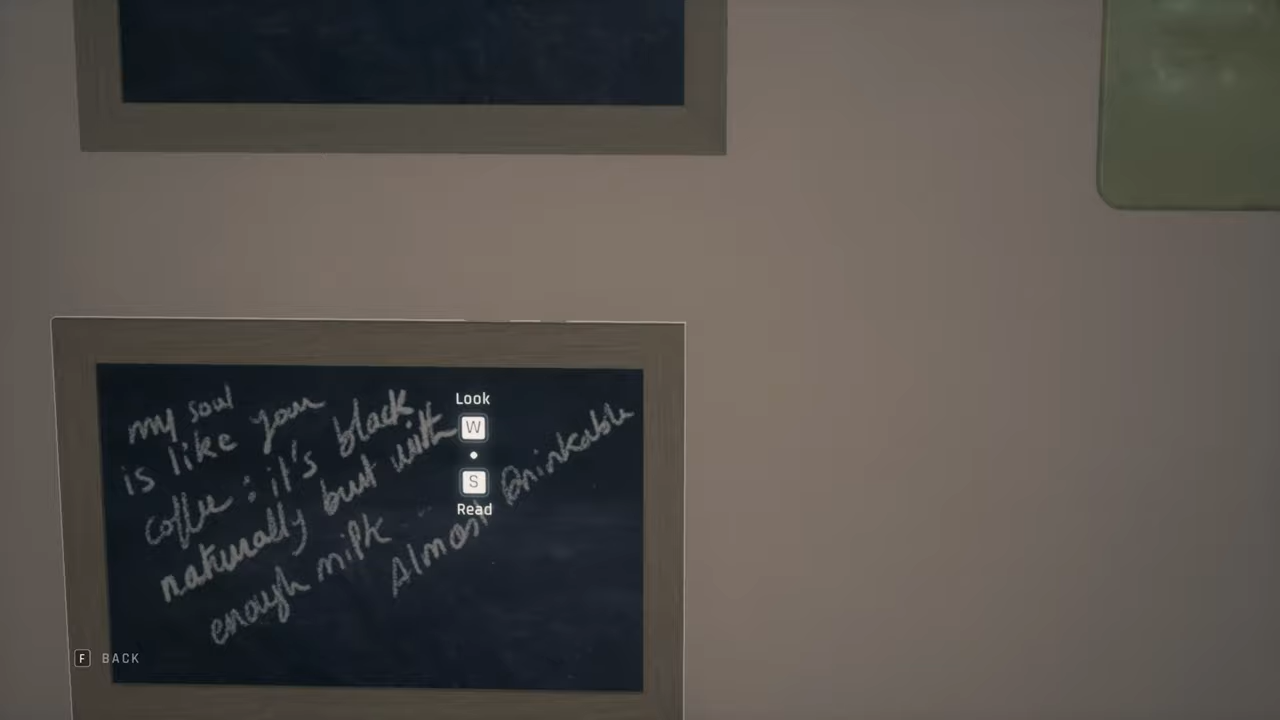 Look
W
S
Read
my soul
is like your
coffee: it's black
naturally but with
enough milk ..
Almost Drinkable
F BACK